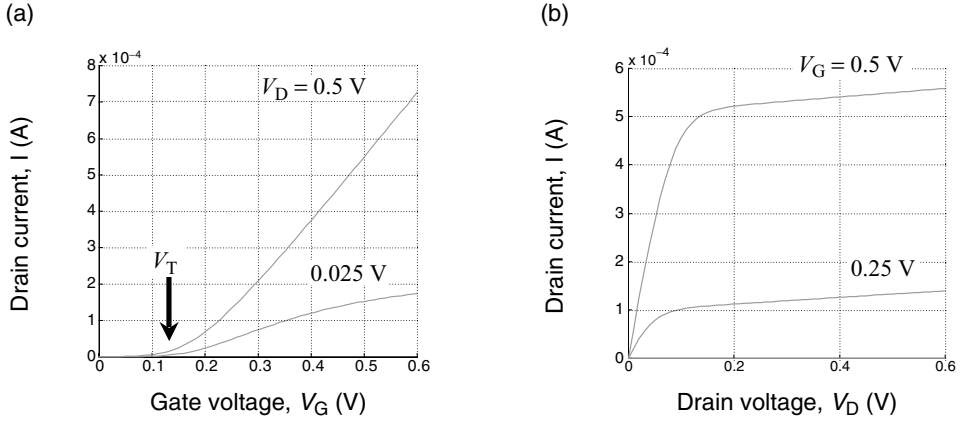 (a)
x 10⁻⁴
8
7
6
5
4
3
2
1
0
V_D = 0.5 V
0.025 V
V_T
0 0.1 0.2 0.3 0.4 0.5 0.6
Drain current, I (A)
Gate voltage, V_G (V)
(b)
x 10⁻⁴
6
5
4
3
2
1
0
V_G = 0.5 V
0.25 V
0 0.2 0.4 0.6
Drain current, I (A)
Drain voltage, V_D (V)